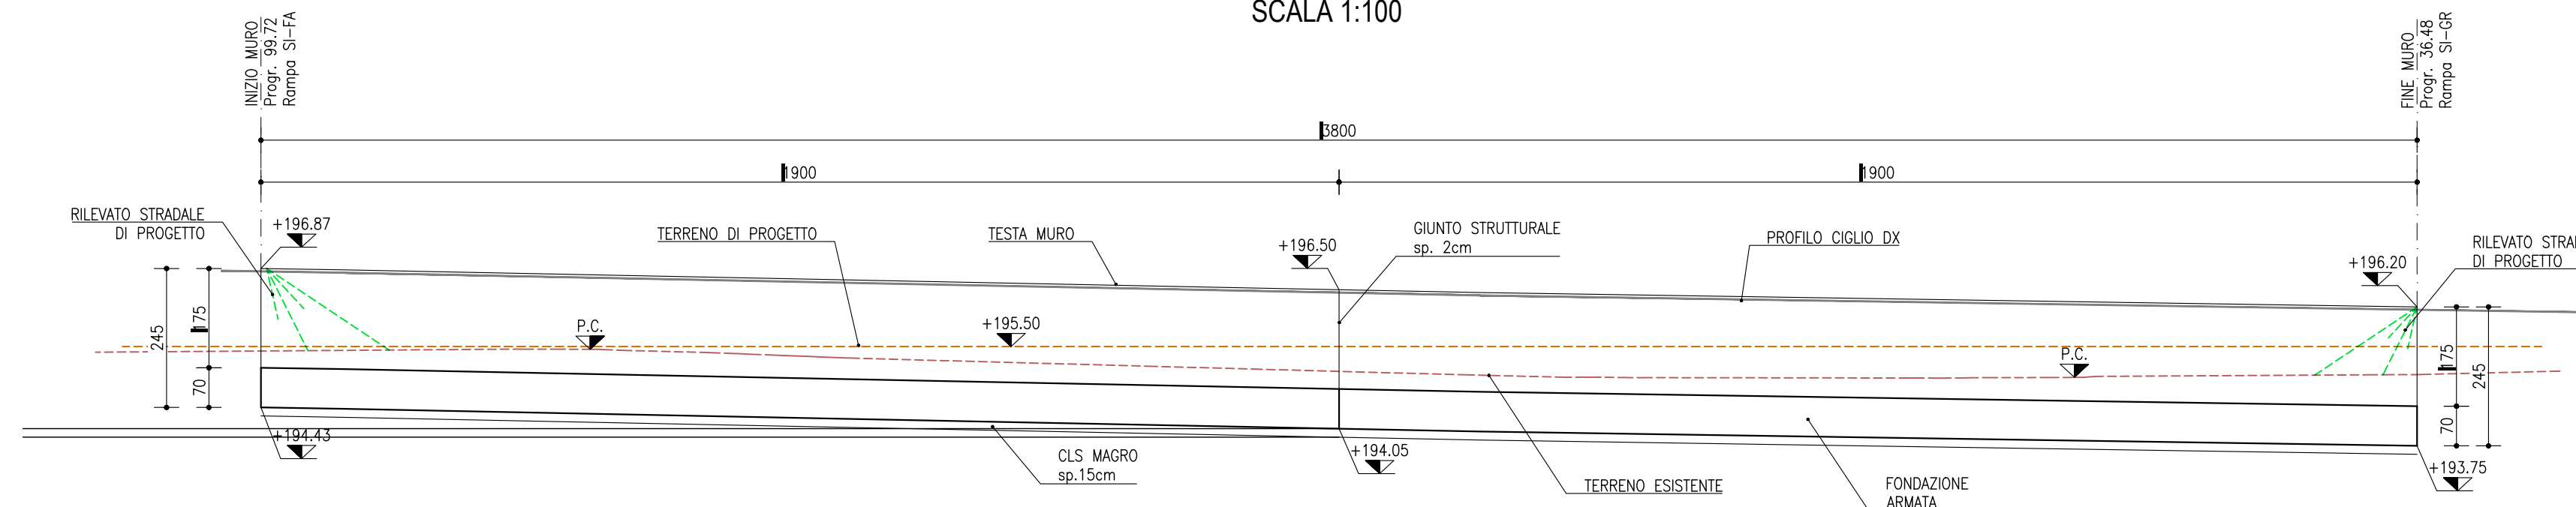 SCALA 1:100
INIZIO MURO
Progr. 99.72
Rampa SI-FA
FINE MURO
Progr. 36.48
Rampa SI-GR
3800
1900
1900
RILEVATO STRADALE
DI PROGETTO
+196.87
TERRENO DI PROGETTO
TESTA MURO
+196.50
GIUNTO STRUTTURALE
sp. 2cm
PROFILO CIGLIO DX
+196.20
RILEVATO STRA
DI PROGETTO
245
175
70
P.C.
+195.50
P.C.
175
245
70
+194.43
CLS MAGRO
sp.15cm
+194.05
TERRENO ESISTENTE
FONDAZIONE
ARMATA
+193.75